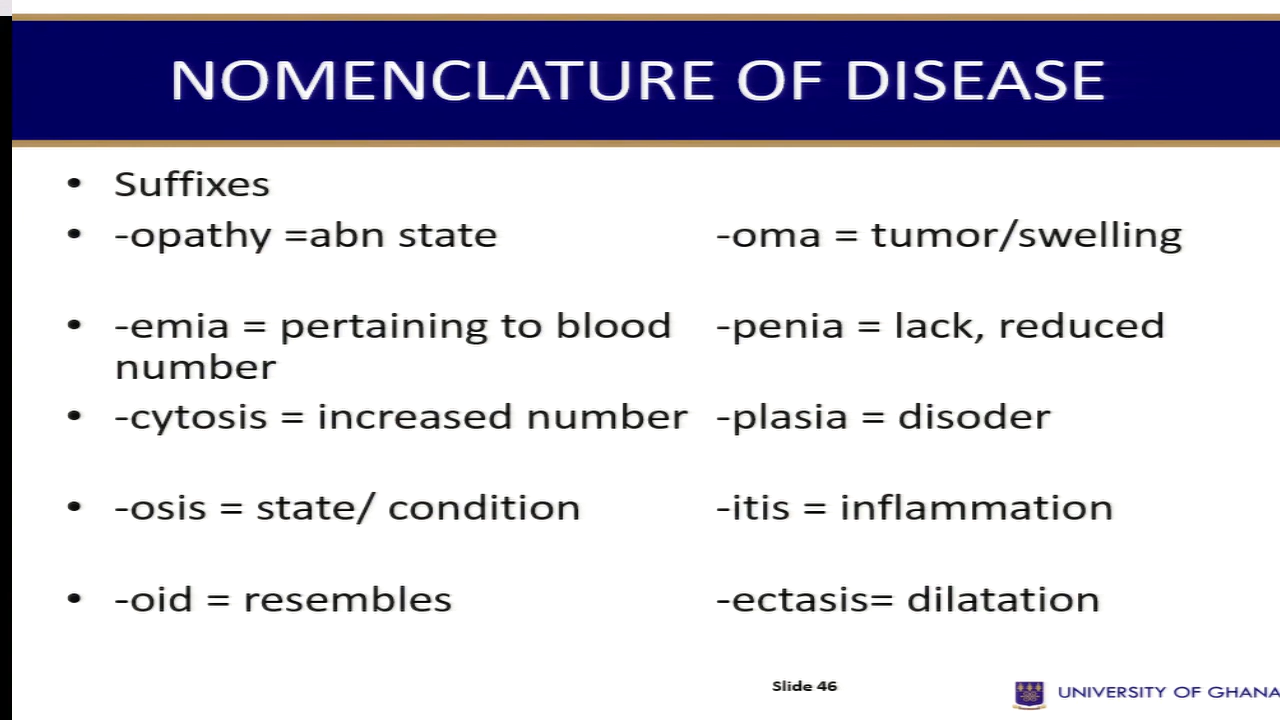 NOMENCLATURE OF DISEASE
• Suffixes
• -opathy =abn state -oma = tumor/swelling
• -emia = pertaining to blood -penia = lack, reduced
number
• -cytosis = increased number -plasia = disoder
• -osis = state/ condition -itis = inflammation
• -oid = resembles -ectasis= dilatation
Slide 46
UNIVERSITY OF GHANA